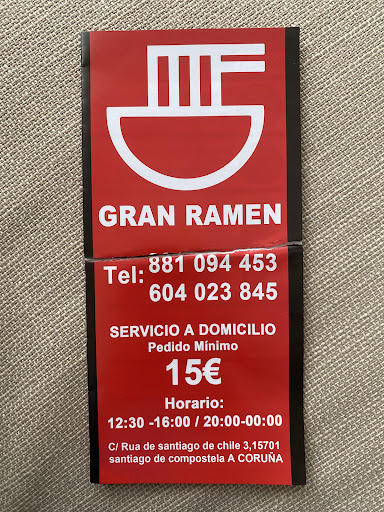 GRAN RAMEN
Tel: 881 094 453
604 023 845
SERVICIO A DOMICILIO
Pedido Mínimo
15€
Horario:
12:30 -16:00 / 20:00-00:00
C/ Rua de santiago de chile 3,15701
santiago de compostela A CORUÑA